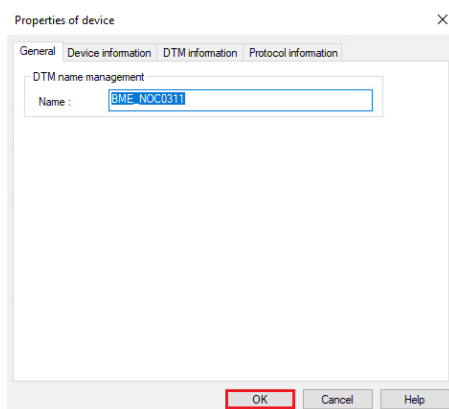 Properties of device
General Device information DTM information Protocol information
DTM name management
Name : BME_NOC0311
OK Cancel Help